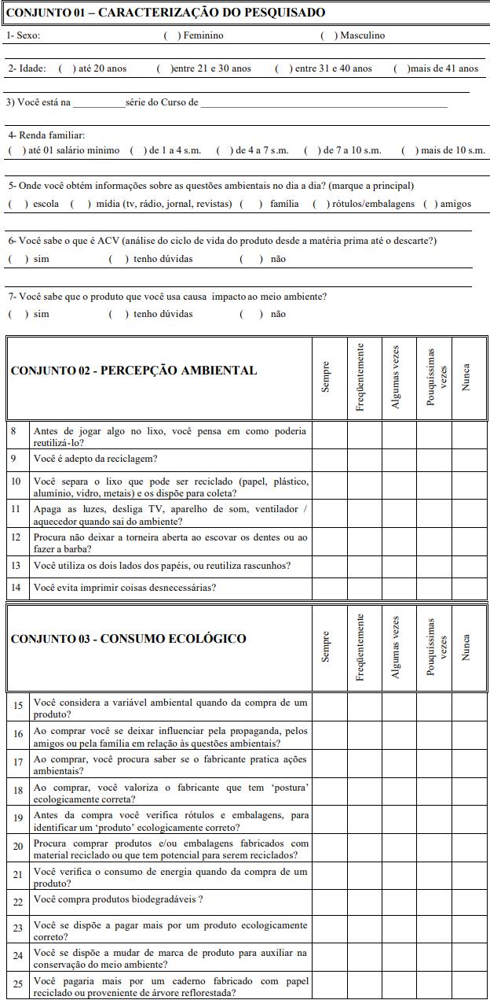 CONJUNTO 01 – CARACTERIZAÇÃO DO PESQUISADO
1- Sexo: ( ) Feminino ( ) Masculino
2- Idade: ( ) até 20 anos ( )entre 21 e 30 anos ( ) entre 31 e 40 anos ( )mais de 41 anos
3) Você está na __________série do Curso de ________________________________________________
4- Renda familiar:
( ) até 01 salário mínimo ( ) de 1 a 4 s.m. ( ) de 4 a 7 s.m. ( ) de 7 a 10 s.m. ( ) mais de 10 s.m.
5- Onde você obtém informações sobre as questões ambientais no dia a dia? (marque a principal)
( ) escola ( ) mídia (tv, rádio, jornal, revistas) ( ) família ( ) rótulos/embalagens ( ) amigos
6- Você sabe o que é ACV (análise do ciclo de vida do produto desde a matéria prima até o descarte?)
( ) sim ( ) tenho dúvidas ( ) não
7- Você sabe que o produto que você usa causa impacto ao meio ambiente?
( ) sim ( ) tenho dúvidas ( ) não
CONJUNTO 02 - PERCEPÇÃO AMBIENTAL
Sempre
Freqüentemente
Algumas vezes
Pouquíssimas
vezes
Nunca
8 Antes de jogar algo no lixo, você pensa em como poderia
reutilizá-lo?
9 Você é adepto da reciclagem?
10 Você separa o lixo que pode ser reciclado (papel, plástico,
alumínio, vidro, metais) e os dispõe para coleta?
11 Apaga as luzes, desliga TV, aparelho de som, ventilador /
aquecedor quando sai do ambiente?
12 Procura não deixar a torneira aberta ao escovar os dentes ou ao
fazer a barba?
13 Você utiliza os dois lados dos papéis, ou reutiliza rascunhos?
14 Você evita imprimir coisas desnecessárias?
CONJUNTO 03 - CONSUMO ECOLÓGICO
Sempre
Freqüentemente
Algumas vezes
Pouquíssimas
vezes
Nunca
15 Você considera a variável ambiental quando da compra de um
produto?
16 Ao comprar você se deixar influenciar pela propaganda, pelos
amigos ou pela família em relação às questões ambientais?
17 Ao comprar, você procura saber se o fabricante pratica ações
ambientais?
18 Ao comprar, você valoriza o fabricante que tem ‘postura’
ecologicamente correta?
19 Antes da compra você verifica rótulos e embalagens, para
identificar um ‘produto’ ecologicamente correto?
20 Procura comprar produtos e/ou embalagens fabricados com
material reciclado ou que tem potencial para serem reciclados?
21 Você verifica o consumo de energia quando da compra de um
produto?
22 Você compra produtos biodegradáveis ?
23 Você se dispõe a pagar mais por um produto ecologicamente
correto?
24 Você se dispõe a mudar de marca de produto para auxiliar na
conservação do meio ambiente?
25 Você pagaria mais por um caderno fabricado com papel
reciclado ou proveniente de árvore reflorestada?